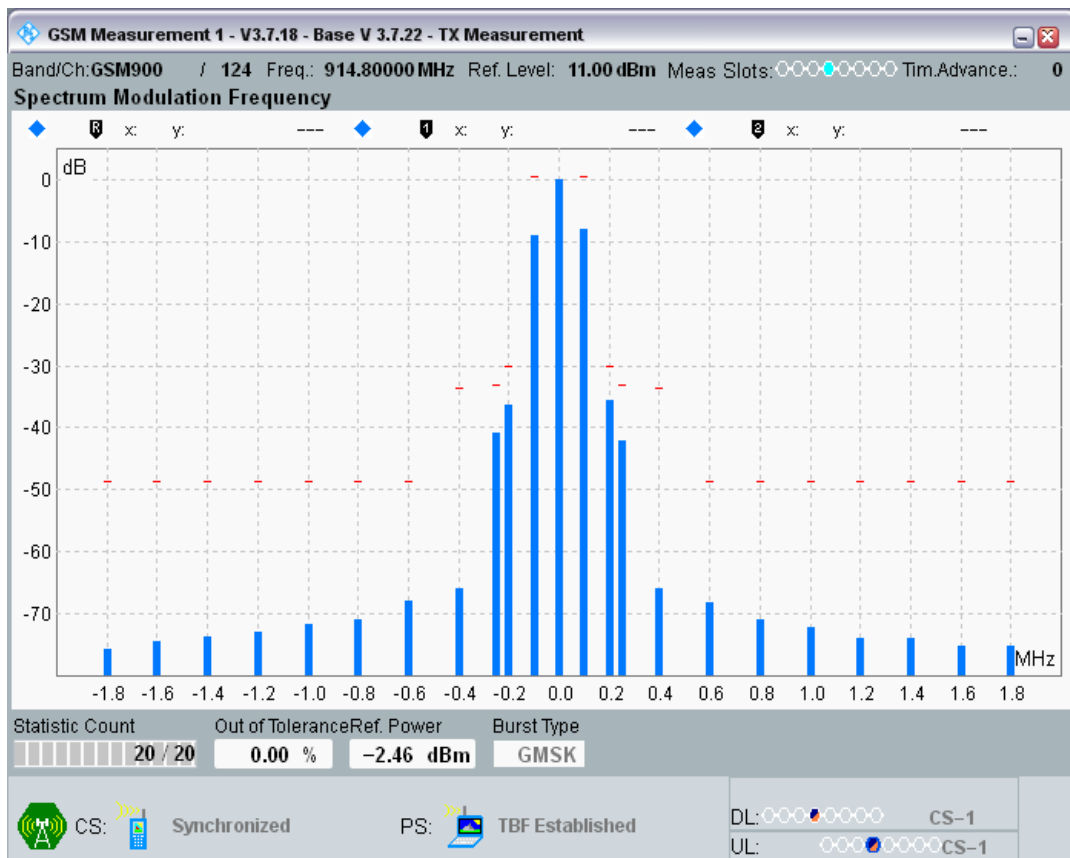 GSM Measurement 1 - V3.7.18 - Base V 3.7.22 - TX Measurement
Band/Ch:GSM900 / 124 Freq.: 914.80000 MHz Ref. Level: 11.00 dBm Meas Slots: Tim.Advance.: 0
Spectrum Modulation Frequency
R x: y: --- 1 x: y: --- 2 x: y: ---
dB
0
-10
-20
-30
-40
-50
-60
-70
MHz
-1.8 -1.6 -1.4 -1.2 -1.0 -0.8 -0.6 -0.4 -0.2 0.0 0.2 0.4 0.6 0.8 1.0 1.2 1.4 1.6 1.8
Statistic Count Out of Tolerance Ref. Power Burst Type
20 / 20 0.00 % −2.46 dBm GMSK
CS: Synchronized PS: TBF Established
DL: CS−1
UL: CS−1